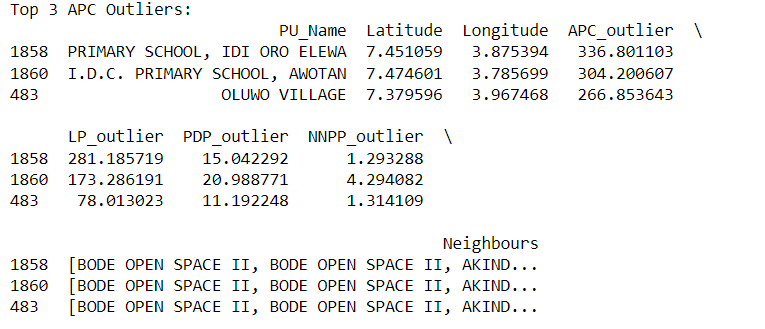 Top 3 APC Outliers:
PU_Name Latitude Longitude APC_outlier \
1858 PRIMARY SCHOOL, IDI ORO ELEWA 7.451059 3.875394 336.801103
1860 I.D.C. PRIMARY SCHOOL, AWOTAN 7.474601 3.785699 304.200607
483 OLUWO VILLAGE 7.379596 3.967468 266.853643
LP_outlier PDP_outlier NNPP_outlier \
1858 281.185719 15.042292 1.293288
1860 173.286191 20.988771 4.294082
483 78.013023 11.192248 1.314109
Neighbours
1858 [BODE OPEN SPACE II, BODE OPEN SPACE II, AKIND...
1860 [BODE OPEN SPACE II, BODE OPEN SPACE II, AKIND...
483 [BODE OPEN SPACE II, BODE OPEN SPACE II, AKIND...